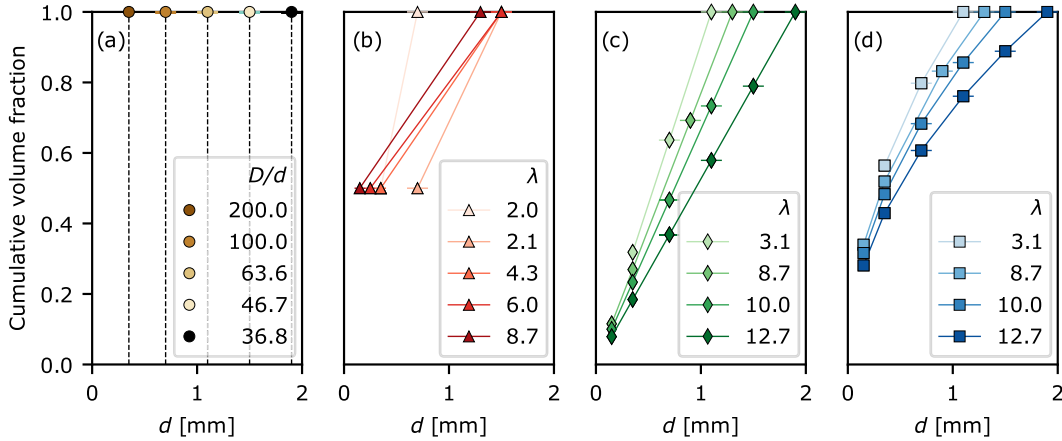 Cumulative volume fraction
1.0
0.8
0.6
0.4
0.2
0.0
(a)
D/d
200.0
100.0
63.6
46.7
36.8
0
1
2
d [mm]
(b)
λ
2.0
2.1
4.3
6.0
8.7
0
1
2
d [mm]
(c)
λ
3.1
8.7
10.0
12.7
0
1
2
d [mm]
(d)
λ
3.1
8.7
10.0
12.7
0
1
2
d [mm]